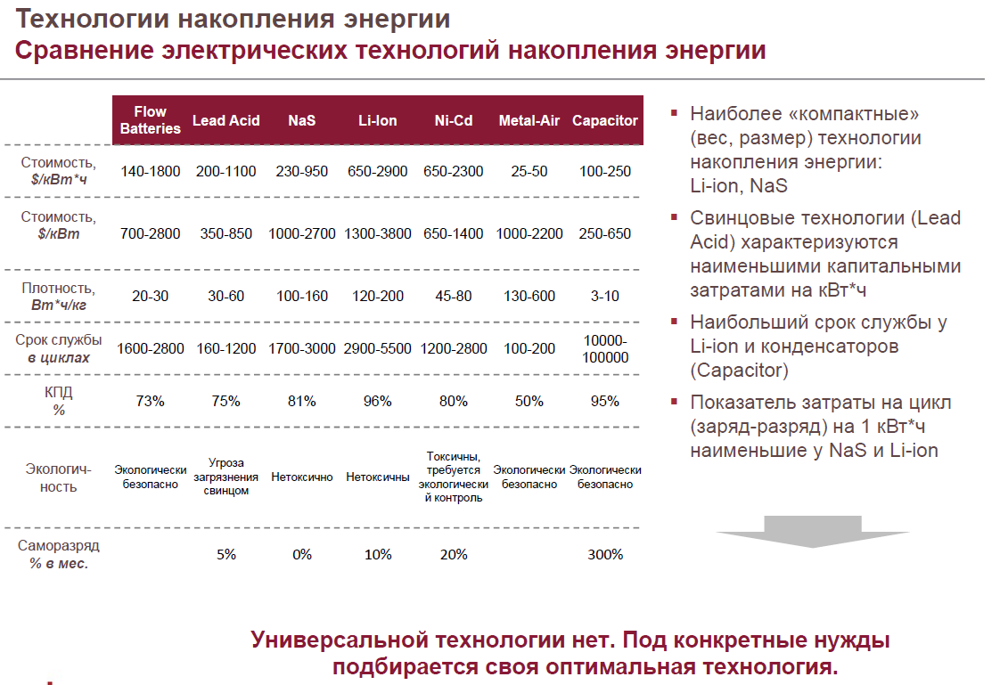 Технологии накопления энергии
Сравнение электрических технологий накопления энергии
Flow Batteries Lead Acid NaS Li-Ion Ni-Cd Metal-Air Capacitor
Стоимость, $/кВт*ч 140-1800 200-1100 230-950 650-2900 650-2300 25-50 100-250
Стоимость, $/кВт 700-2800 350-850 1000-2700 1300-3800 650-1400 1000-2200 250-650
Плотность, Вт*ч/кг 20-30 30-60 100-160 120-200 45-80 130-600 3-10
Срок службы в циклах 1600-2800 160-1200 1700-3000 2900-5500 1200-2800 100-200 10000-100000
КПД % 73% 75% 81% 96% 80% 50% 95%
Экологич-ность Экологически безопасно Угроза загрязнения свинцом Нетоксично Нетоксичны Токсичны, требуется экологически й контроль Экологически безопасно Экологически безопасно
Саморазряд % в мес. 5% 0% 10% 20% 300%
Наиболее «компактные»
(вес, размер) технологии
накопления энергии:
Li-ion, NaS
Свинцовые технологии (Lead
Acid) характеризуются
наименьшими капитальными
затратами на кВт*ч
Наибольший срок службы у
Li-ion и конденсаторов
(Capacitor)
Показатель затраты на цикл
(заряд-разряд) на 1 кВт*ч
наименьшие у NaS и Li-ion
Универсальной технологии нет. Под конкретные нужды
подбирается своя оптимальная технология.